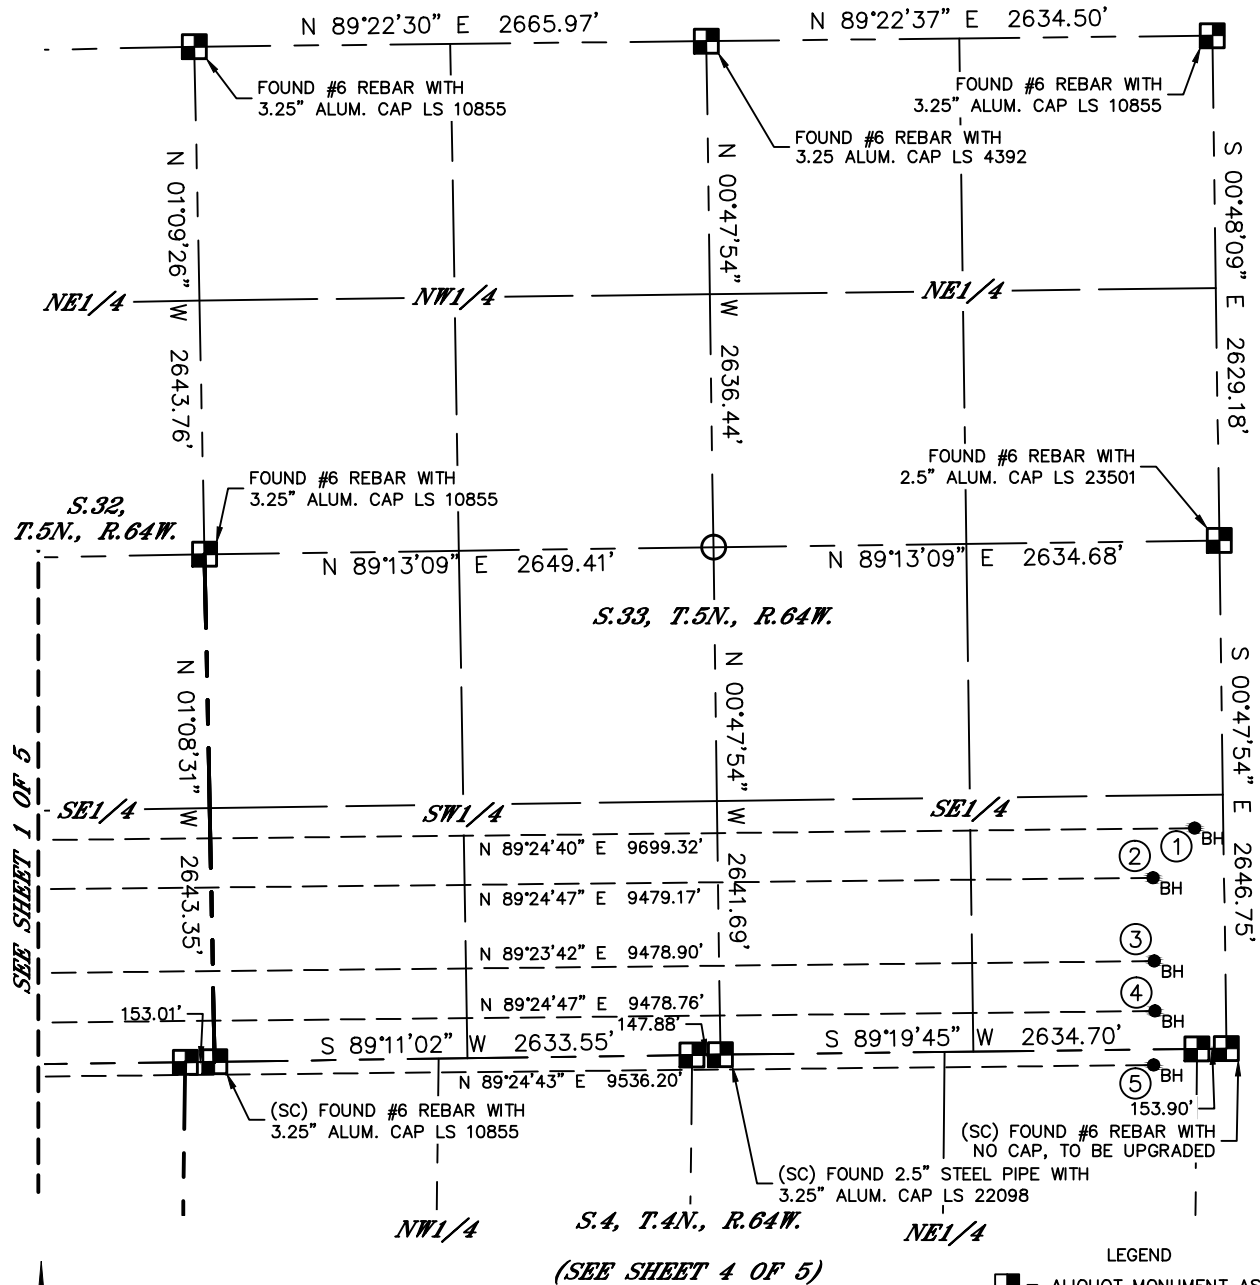 N 89°22'30" E 2665.97'
N 89°22'37" E 2634.50'
FOUND #6 REBAR WITH
3.25" ALUM. CAP LS 10855
FOUND #6 REBAR WITH
3.25 ALUM. CAP LS 4392
FOUND #6 REBAR WITH
3.25" ALUM. CAP LS 10855
N 01°09'26" W 2643.76'
N 00°47'54" W 2636.44'
S 00°48'09" E 2629.18'
NE1/4
NW1/4
NE1/4
FOUND #6 REBAR WITH
3.25" ALUM. CAP LS 10855
FOUND #6 REBAR WITH
2.5" ALUM. CAP LS 23501
S.32,
T.5N., R.64W.
N 89°13'09" E 2649.41'
N 89°13'09" E 2634.68'
S.33, T.5N., R.64W.
N 01°08'31" W 2643.35'
N 00°47'54" W 2641.69'
S 00°47'54" E 2646.75'
SEE SHEET 1 OF 5
SE1/4
SW1/4
SE1/4
N 89°24'40" E 9699.32'
1
BH
N 89°24'47" E 9479.17'
2
BH
N 89°23'42" E 9478.90'
3
BH
N 89°24'47" E 9478.76'
4
BH
153.01'
147.88'
S 89°11'02" W 2633.55'
S 89°19'45" W 2634.70'
N 89°24'43" E 9536.20'
5
BH
153.90'
(SC) FOUND #6 REBAR WITH
3.25" ALUM. CAP LS 10855
(SC) FOUND #6 REBAR WITH
NO CAP, TO BE UPGRADED
(SC) FOUND 2.5" STEEL PIPE WITH
3.25" ALUM. CAP LS 22098
NW1/4
S.4, T.4N., R.64W.
NE1/4
(SEE SHEET 4 OF 5)
LEGEND
= ALIQUOT MONUMENT AS